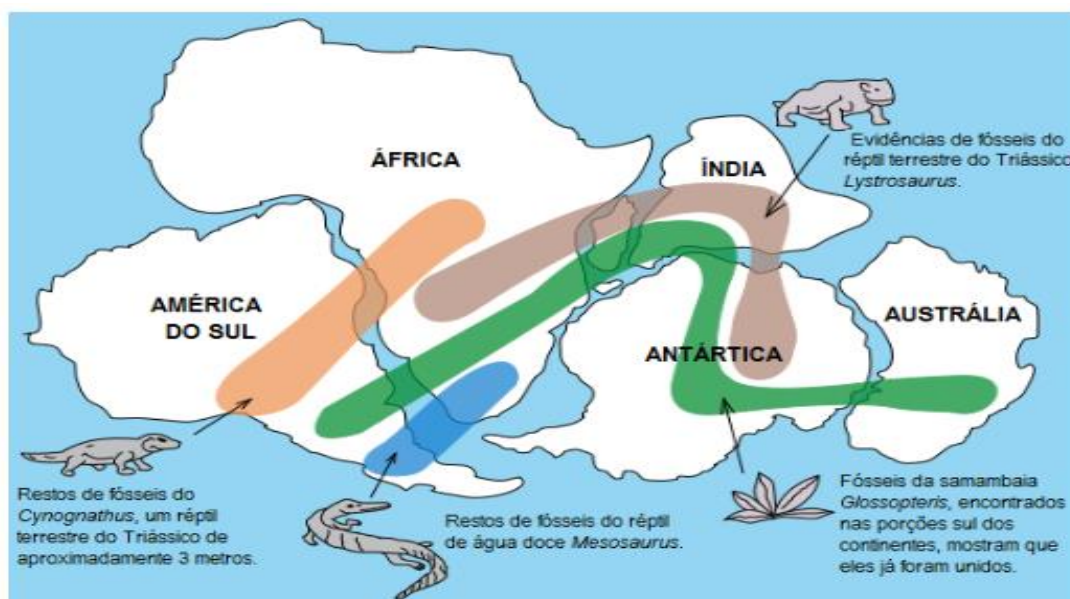 ÁFRICA
ÍNDIA
Evidências de fósseis do
réptil terrestre do Triássico
Lystrosaurus.
AMÉRICA
DO SUL
AUSTRÁLIA
ANTÁRTICA
Restos de fósseis do
Cynognathus, um réptil
terrestre do Triássico de
aproximadamente 3 metros.
Restos de fósseis do réptil
de água doce Mesosaurus.
Fósseis da samambaia
Glossopteris, encontrados
nas porções sul dos
continentes, mostram que
eles já foram unidos.